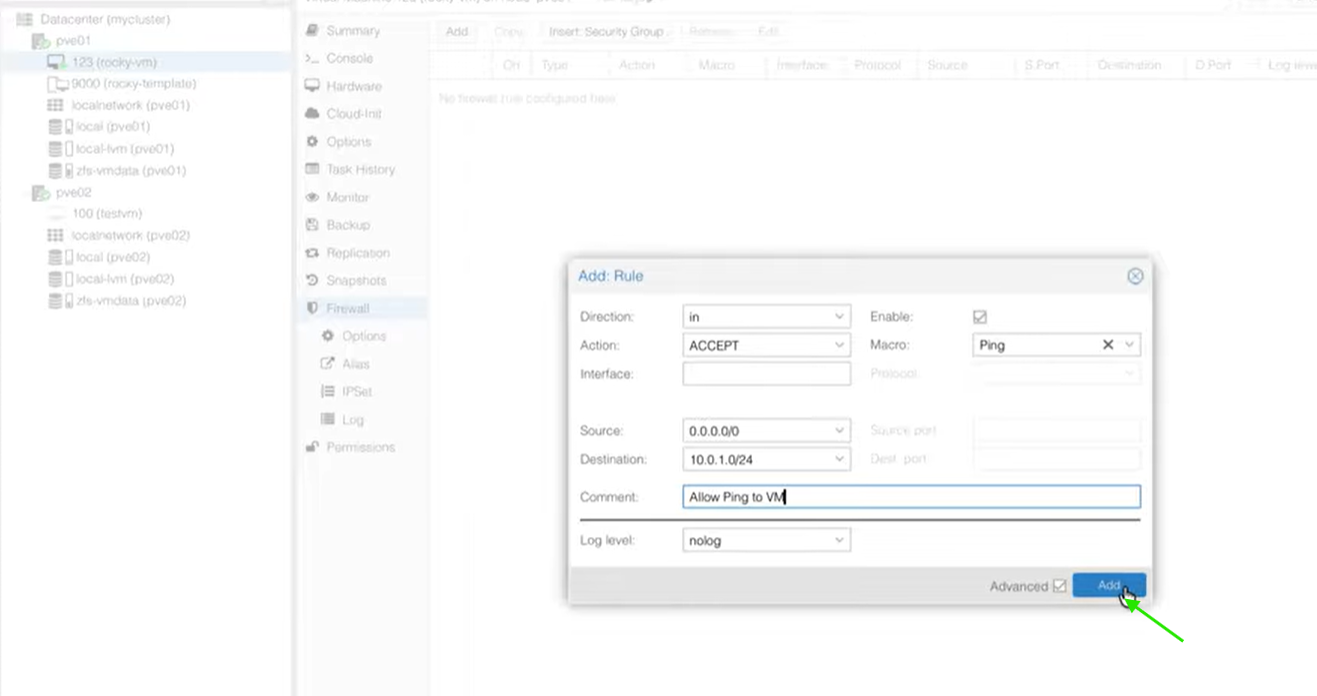 Datacenter (mycluster)
pve01
123 (rocky-vm)
9000 (rocky-template)
localnetwork (pve01)
local (pve01)
local-lvm (pve01)
zfs-vmdata (pve01)
pve02
100 (testvm)
localnetwork (pve02)
local (pve02)
local-lvm (pve02)
zfs-vmdata (pve02)
Summary
Console
Hardware
Cloud-Init
Options
Task History
Monitor
Backup
Replication
Snapshots
Firewall
Options
Alias
IPSet
Log
Permissions
Add Copy Insert: Security Group Remove Edit
On Type Action Macro Interface Protocol Source S.Port Destination D.Port Log leve
No firewall rule configured here
Add: Rule
Direction: in Enable:
Action: ACCEPT Macro: Ping
Interface: Protocol:
Source: 0.0.0.0/0 Source port:
Destination: 10.0.1.0/24 Dest. port:
Comment: Allow Ping to VM
Log level: nolog
Advanced Add